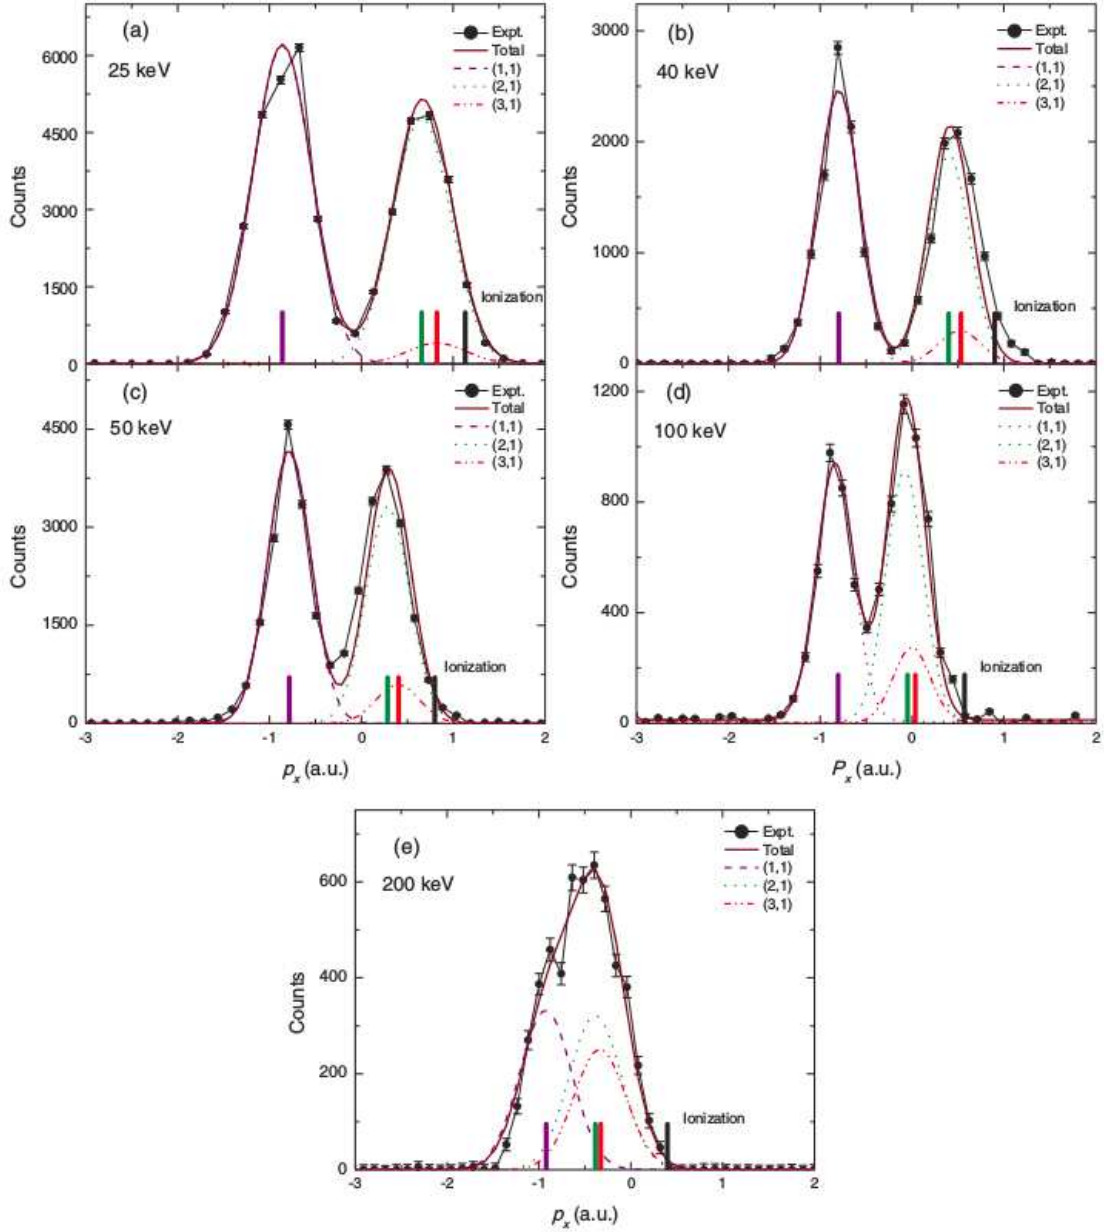 (a)
25 keV
Expt.
Total
(1,1)
(2,1)
(3,1)
Ionization
Counts
6000
4500
3000
1500
0
(b)
40 keV
Expt.
Total
(1,1)
(2,1)
(3,1)
Ionization
Counts
3000
2000
1000
0
(c)
50 keV
Expt.
Total
(1,1)
(2,1)
(3,1)
Ionization
Counts
4500
3000
1500
0
-3 -2 -1 0 1 2
px (a.u.)
(d)
100 keV
Expt.
Total
(1,1)
(2,1)
(3,1)
Ionization
Counts
1200
800
400
0
-3 -2 -1 0 1 2
Px (a.u.)
(e)
200 keV
Expt.
Total
(1,1)
(2,1)
(3,1)
Ionization
Counts
600
400
200
0
-3 -2 -1 0 1 2
px (a.u.)